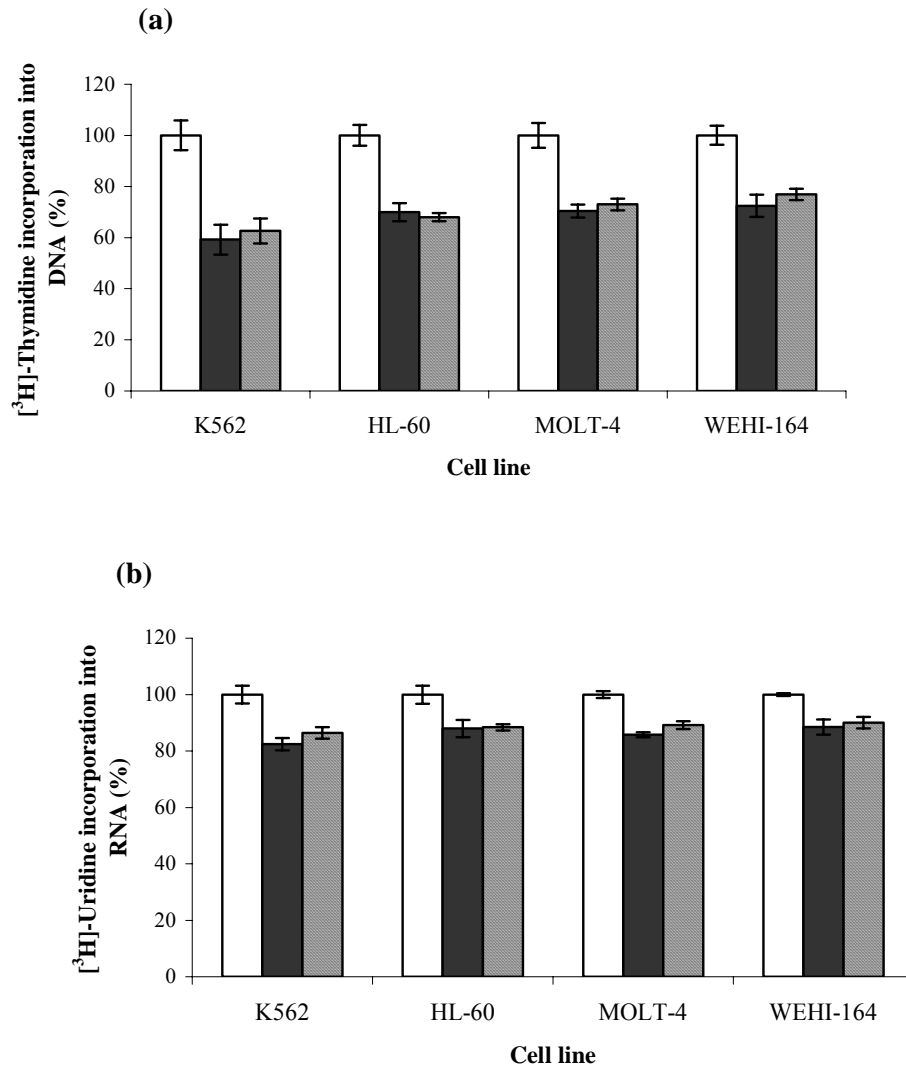 (a)
[³H]-Thymidine incorporation into
DNA (%)
120
100
80
60
40
20
0
K562 HL-60 MOLT-4 WEHI-164
Cell line
(b)
[³H]-Uridine incorporation into
RNA (%)
120
100
80
60
40
20
0
K562 HL-60 MOLT-4 WEHI-164
Cell line